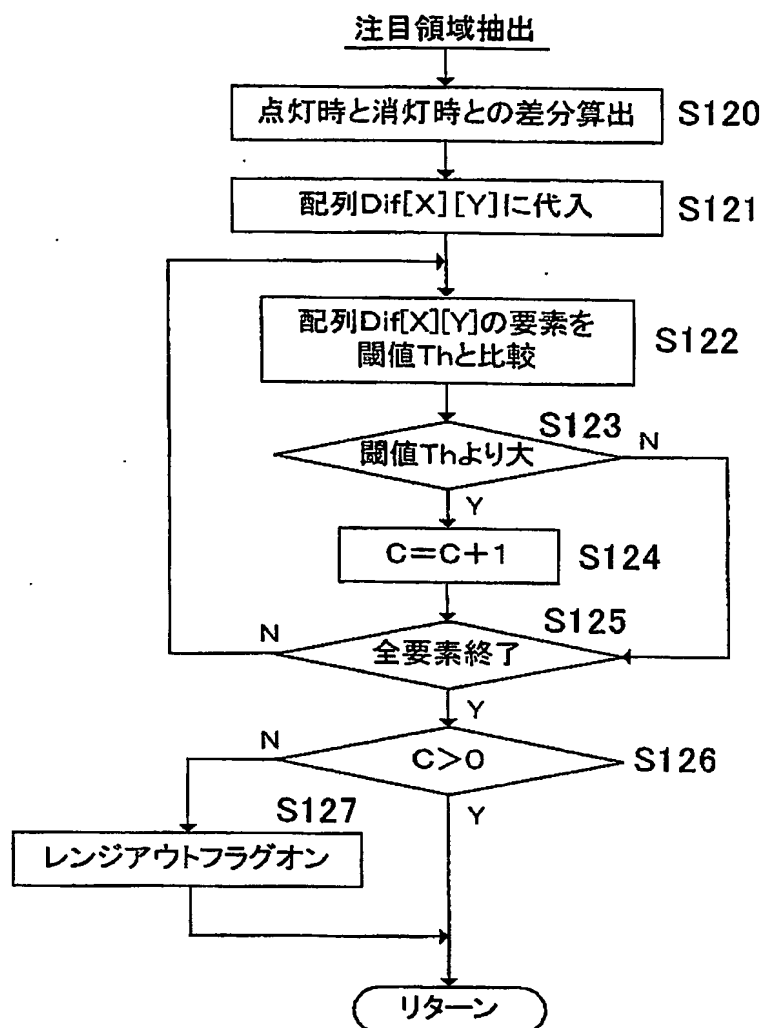 注目領域抽出
点灯時と消灯時との差分算出 S120
配列Dif[X][Y]に代入 S121
配列Dif[X][Y]の要素を
閾値Thと比較
S122
S123
閾値Thより大
N
Y
C=C+1 S124
S125
N
全要素終了
Y
N
C>0 S126
Y
S127
レンジアウトフラグオン
リターン